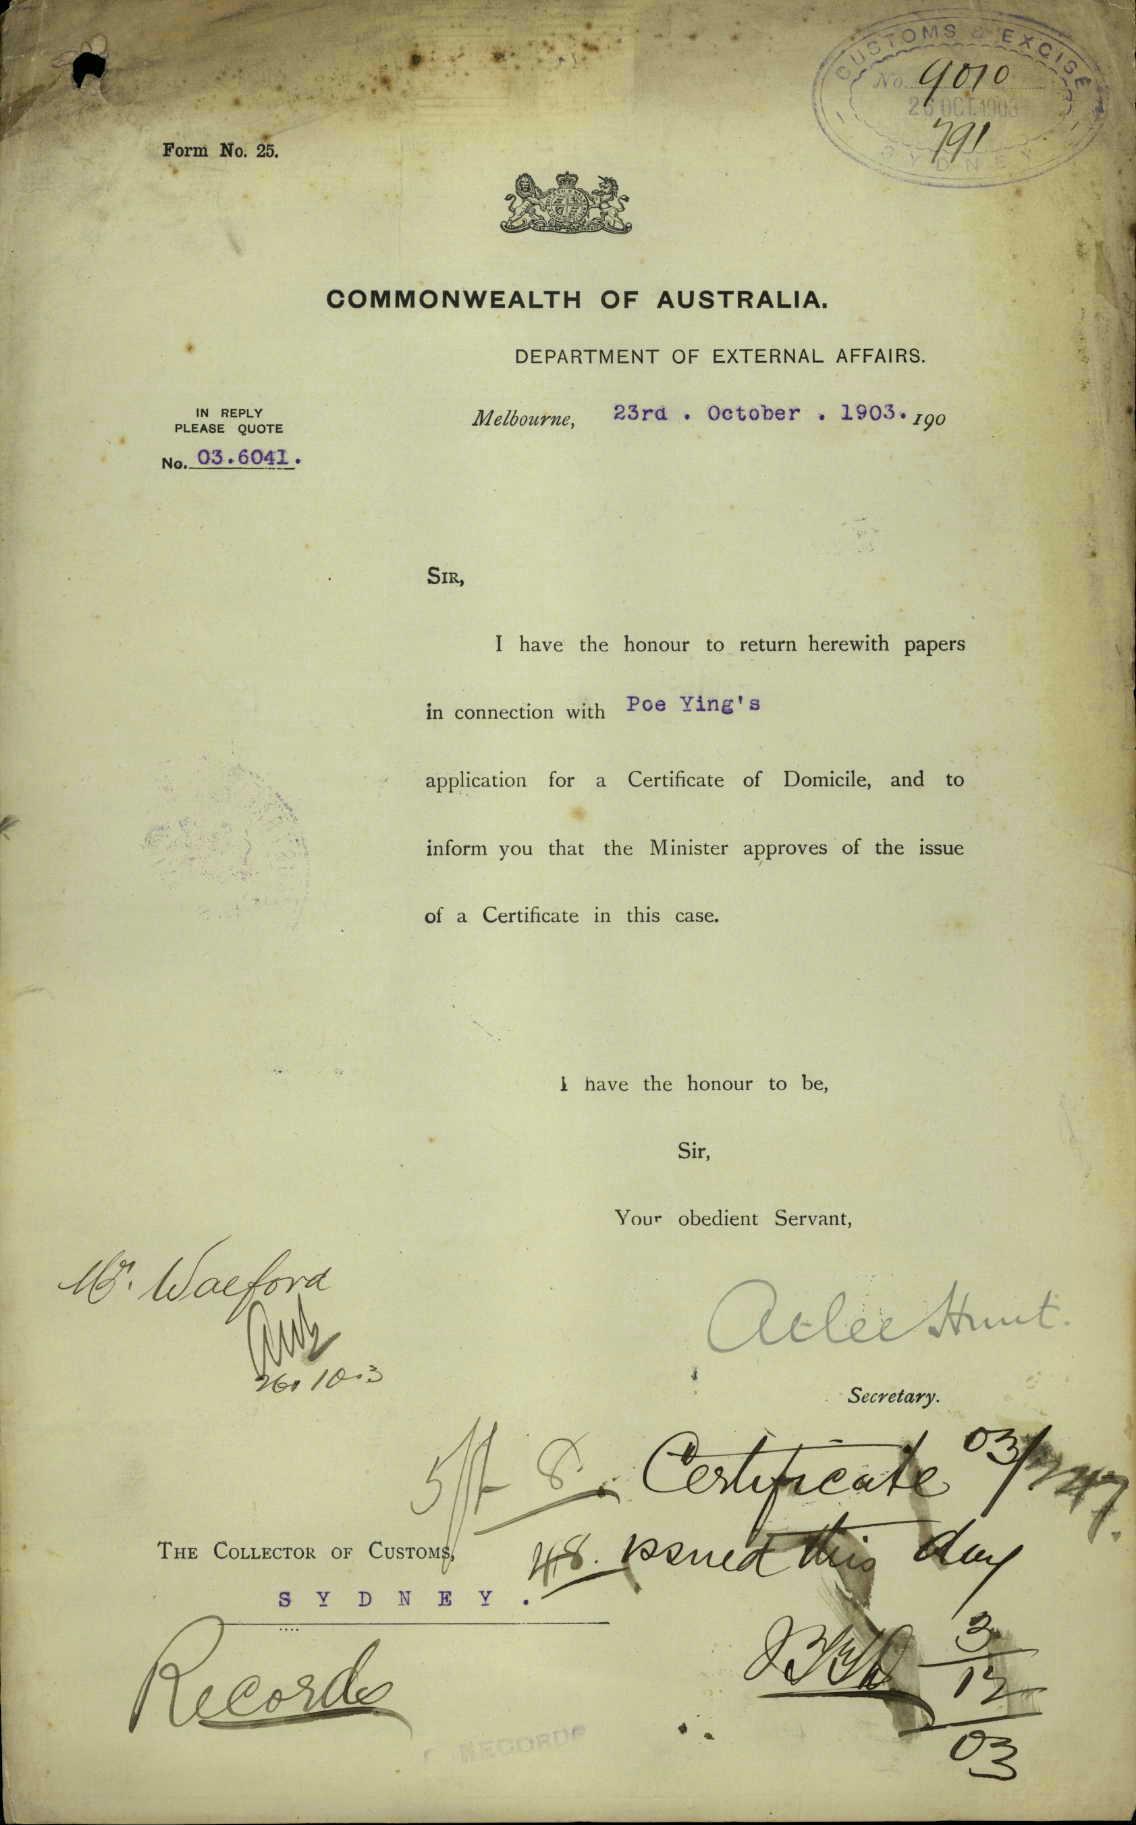 CUSTOMS & EXCISE
No. 9010
26 OCT. 1903
791
SYDNEY
Form No. 25.
COMMONWEALTH OF AUSTRALIA.
DEPARTMENT OF EXTERNAL AFFAIRS.
IN REPLY
PLEASE QUOTE
No. 03.6041.
Melbourne, 23rd . October . 1903. 190
SIR,
I have the honour to return herewith papers
in connection with Poe Ying's
application for a Certificate of Domicile, and to
inform you that the Minister approves of the issue
of a Certificate in this case.
I have the honour to be,
Sir,
Your obedient Servant,
Mr. Waeford
26.10.3
Atlee Hunt.
Secretary.
5ft 8. Certificate 03/
48. issued this day
THE COLLECTOR OF CUSTOMS,
SYDNEY.
3
12
03
Records
RECORDS